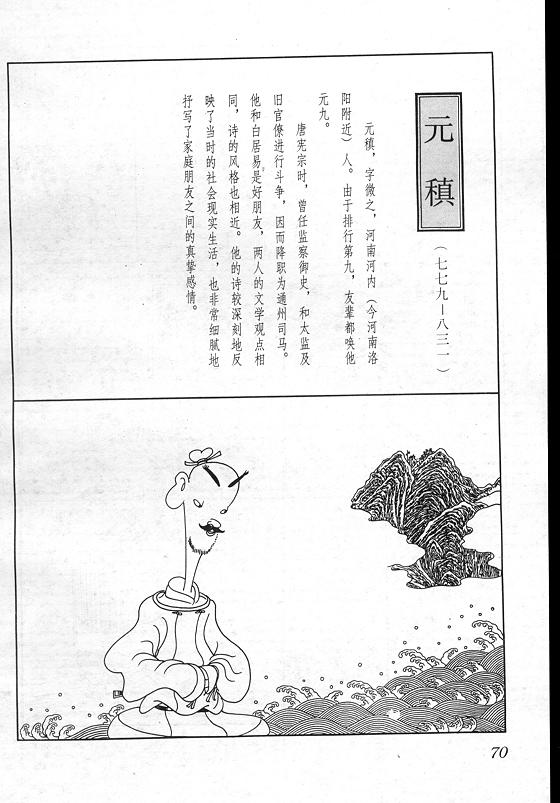 元稹
（七七九－八三一）
元稹，字微之，河南河内（今河南洛
阳附近）人。由于排行第九，友辈都唤他
元九。
唐宪宗时，曾任监察御史，和太监及
旧官僚进行斗争，因而降职为通州司马。
他和白居易是好朋友，两人的文学观点相
同，诗的风格也相近。他的诗较深刻地反
映了当时的社会现实生活，也非常细腻地
抒写了家庭朋友之间的真挚感情。
70